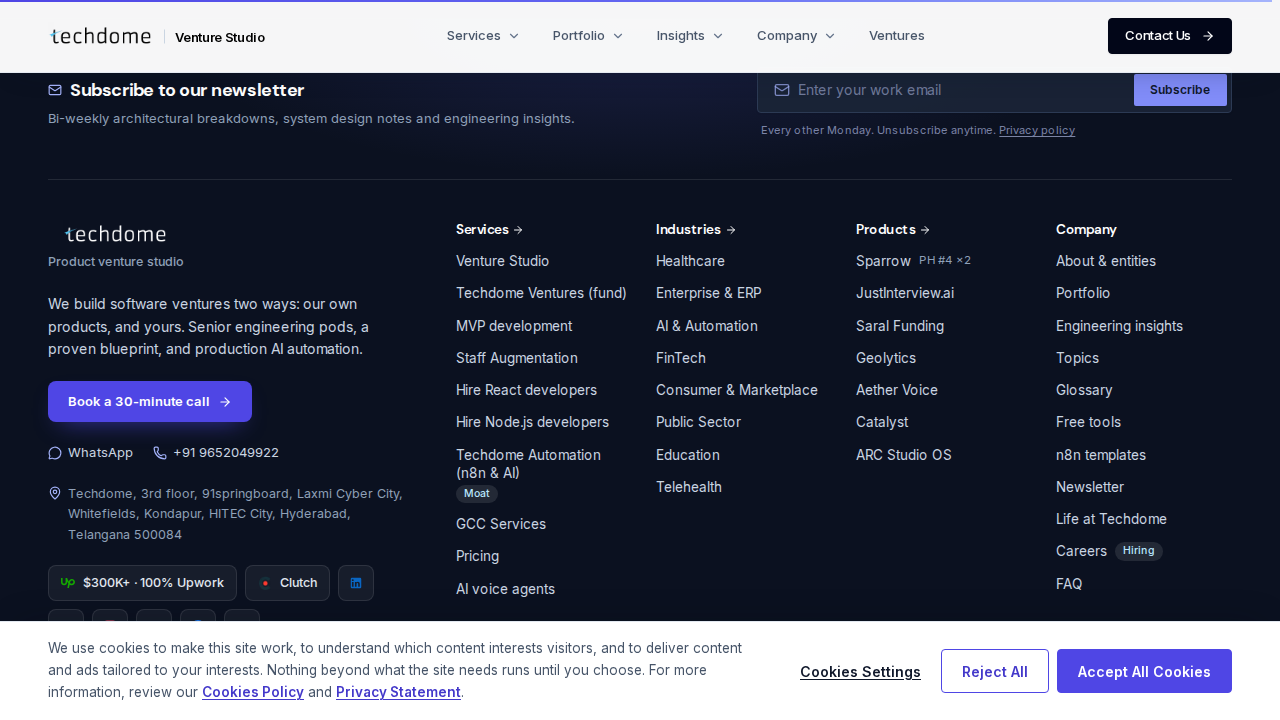 techdome Venture Studio Services Portfolio Insights Company Ventures Contact Us
Subscribe to our newsletter
Bi-weekly architectural breakdowns, system design notes and engineering insights.
Enter your work email Subscribe
Every other Monday. Unsubscribe anytime. Privacy policy
techdome
Product venture studio
We build software ventures two ways: our own
products, and yours. Senior engineering pods, a
proven blueprint, and production AI automation.
Book a 30-minute call
WhatsApp +91 9652049922
Techdome, 3rd floor, 91springboard, Laxmi Cyber City,
Whitefields, Kondapur, HITEC City, Hyderabad,
Telangana 500084
Up $300K+ · 100% Upwork Clutch
Services
Venture Studio
Techdome Ventures (fund)
MVP development
Staff Augmentation
Hire React developers
Hire Node.js developers
Techdome Automation
(n8n & AI)
Moat
GCC Services
Pricing
AI voice agents
Industries
Healthcare
Enterprise & ERP
AI & Automation
FinTech
Consumer & Marketplace
Public Sector
Education
Telehealth
Products
Sparrow PH #4 ×2
JustInterview.ai
Saral Funding
Geolytics
Aether Voice
Catalyst
ARC Studio OS
Company
About & entities
Portfolio
Engineering insights
Topics
Glossary
Free tools
n8n templates
Newsletter
Life at Techdome
Careers Hiring
FAQ
We use cookies to make this site work, to understand which content interests visitors, and to deliver content
and ads tailored to your interests. Nothing beyond what the site needs runs until you choose. For more
information, review our Cookies Policy and Privacy Statement.
Cookies Settings Reject All Accept All Cookies